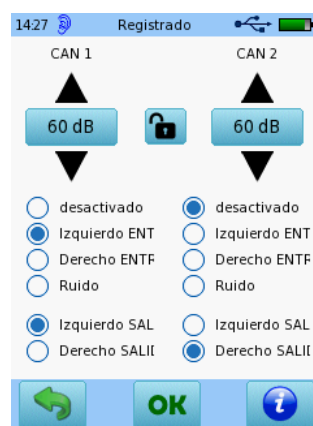 14:27 Registrado
CAN 1 CAN 2
60 dB 60 dB
desactivado desactivado
Izquierdo ENT Izquierdo ENT
Derecho ENTR Derecho ENTR
Ruido Ruido
Izquierdo SAL Izquierdo SAL
Derecho SALII Derecho SALII
OK i